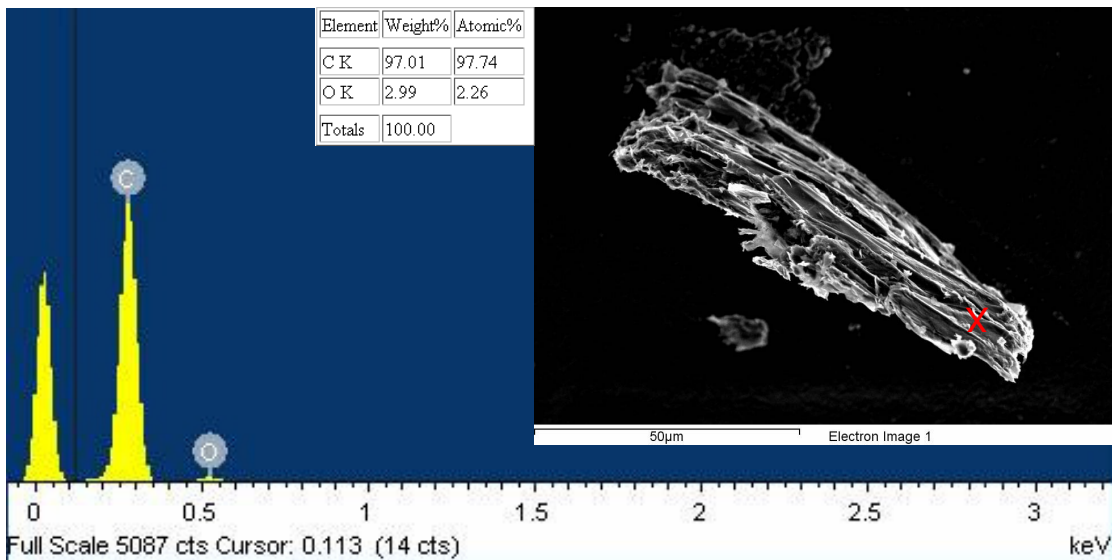 Element Weight% Atomic%
C K 97.01 97.74
O K 2.99 2.26
Totals 100.00
C
O
X
50µm Electron Image 1
0 0.5 1 1.5 2 2.5 3
Full Scale 5087 cts Cursor: 0.113 (14 cts) keV